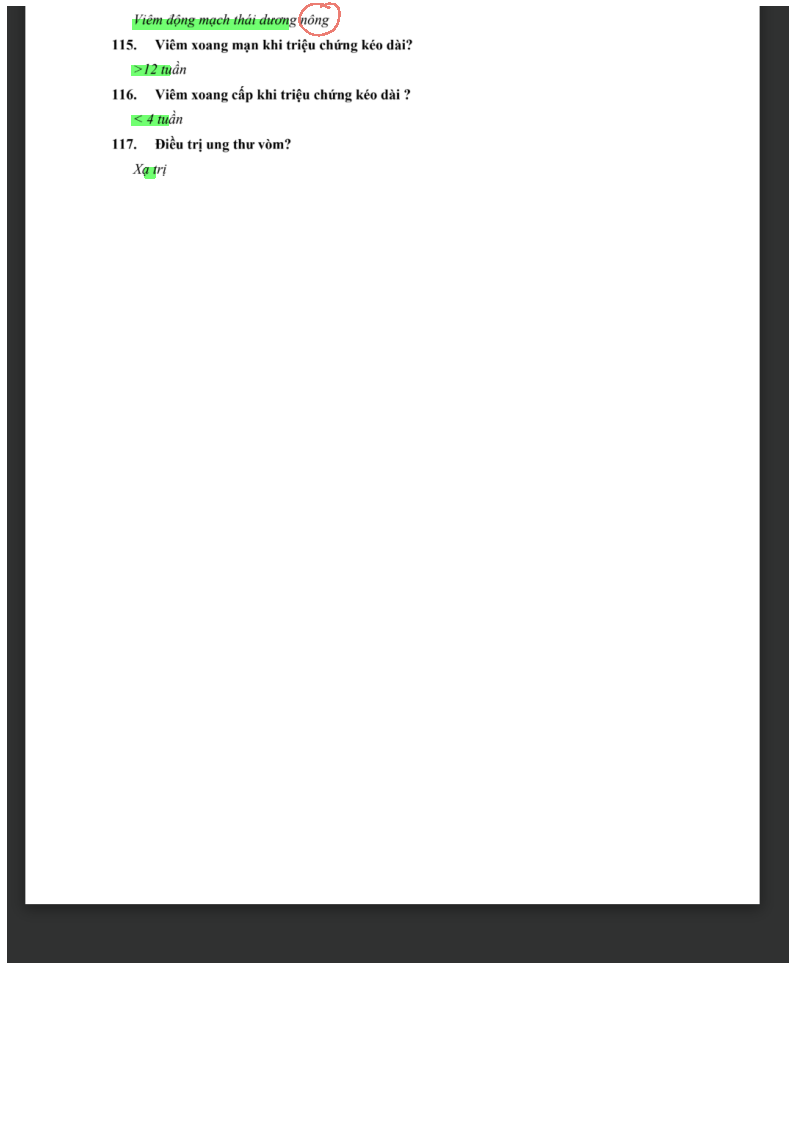 Viêm động mạch thái dương nông
115. Viêm xoang mạn khi triệu chứng kéo dài?
>12 tuần
116. Viêm xoang cấp khi triệu chứng kéo dài ?
< 4 tuần
117. Điều trị ung thư vòm?
Xạ trị